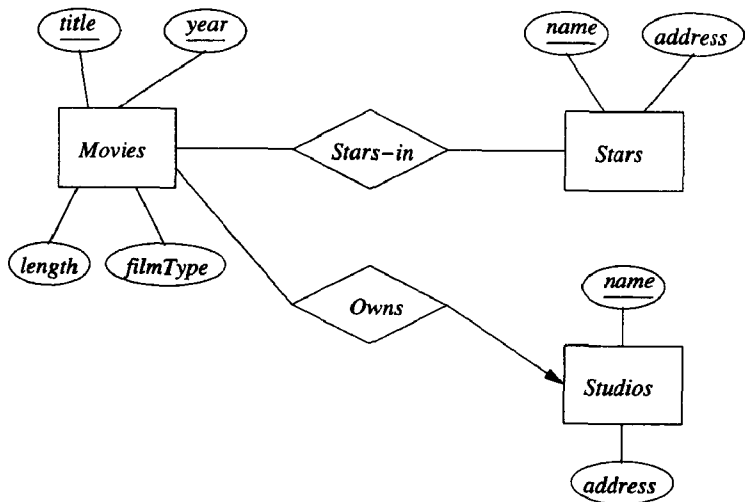 title
year
name
address
Movies
Stars-in
Stars
length
filmType
Owns
name
Studios
address